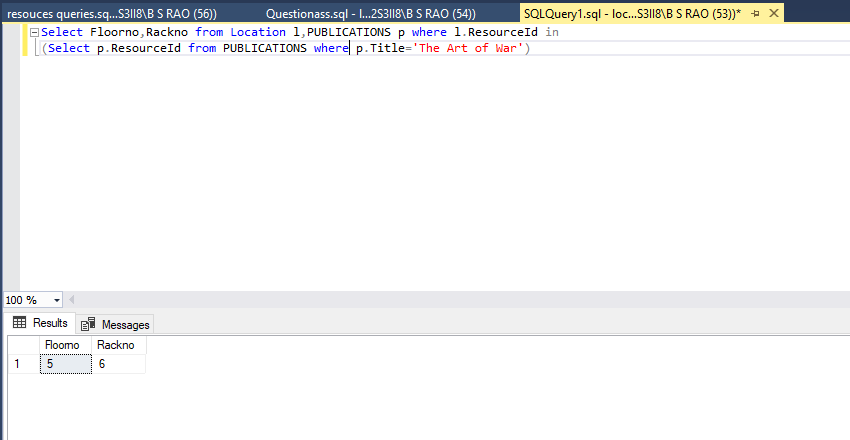 resouces queries.sq...S3II8\B S RAO (56))
Questionass.sql - l...2S3II8\B S RAO (54))
SQLQuery1.sql - loc...S3II8\B S RAO (53))*
Select Floorno,Rackno from Location l,PUBLICATIONS p where l.ResourceId in
(Select p.ResourceId from PUBLICATIONS where p.Title='The Art of War')
100 %
Results
Messages
Floorno Rackno
1 5 6